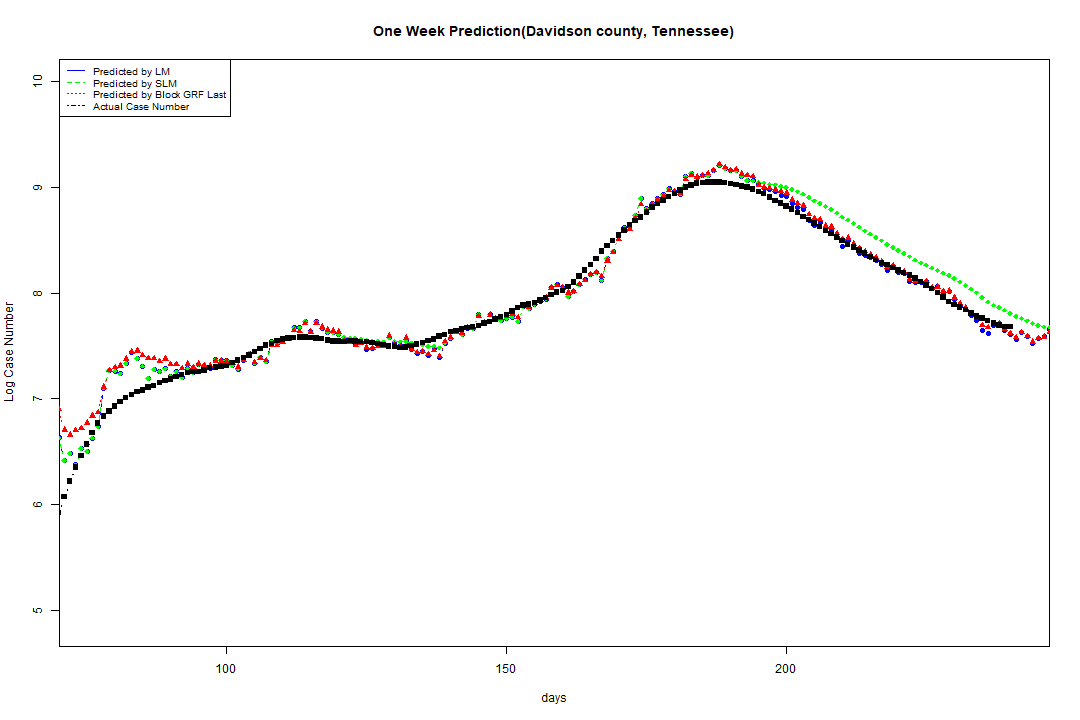 One Week Prediction(Davidson county, Tennessee)
Predicted by LM
Predicted by SLM
Predicted by Block GRF Last
Actual Case Number
10
9
8
7
6
5
Log Case Number
100 150 200
days